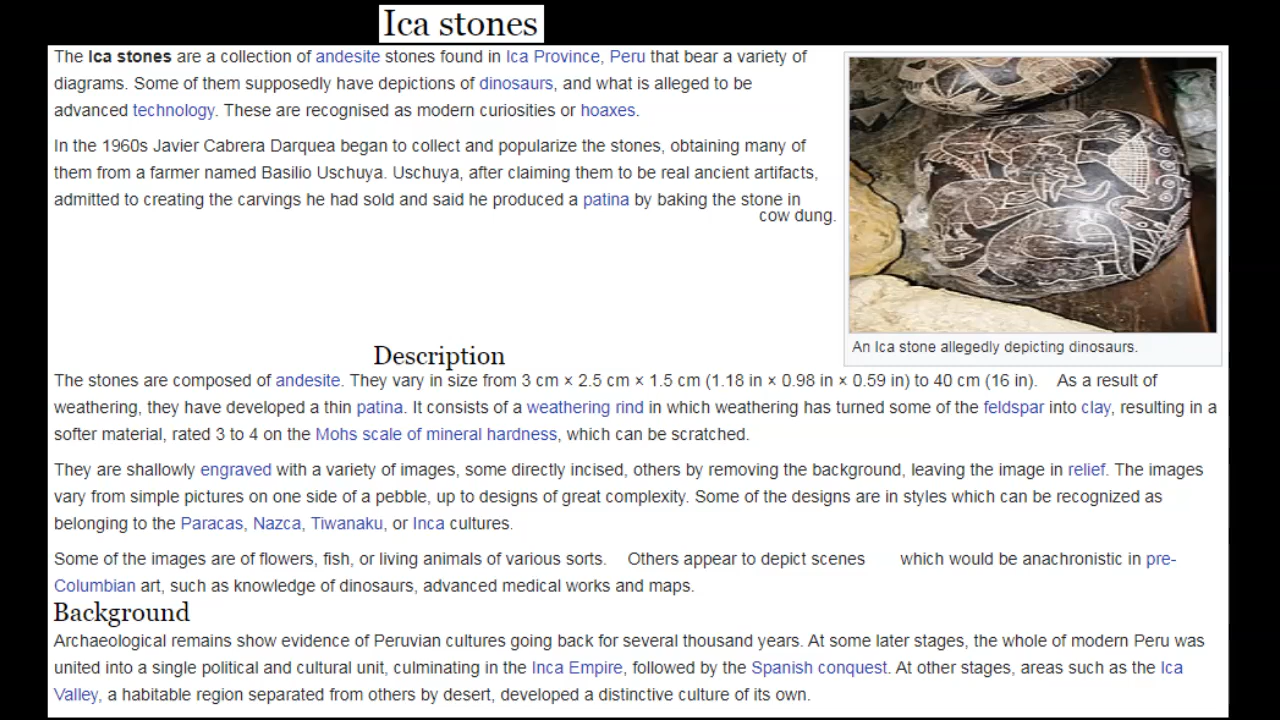 Ica stones
The Ica stones are a collection of andesite stones found in Ica Province, Peru that bear a variety of
diagrams. Some of them supposedly have depictions of dinosaurs, and what is alleged to be
advanced technology. These are recognised as modern curiosities or hoaxes.
In the 1960s Javier Cabrera Darquea began to collect and popularize the stones, obtaining many of
them from a farmer named Basilio Uschuya. Uschuya, after claiming them to be real ancient artifacts,
admitted to creating the carvings he had sold and said he produced a patina by baking the stone in
cow dung.
An Ica stone allegedly depicting dinosaurs.
Description
The stones are composed of andesite. They vary in size from 3 cm × 2.5 cm × 1.5 cm (1.18 in × 0.98 in × 0.59 in) to 40 cm (16 in). As a result of
weathering, they have developed a thin patina. It consists of a weathering rind in which weathering has turned some of the feldspar into clay, resulting in a
softer material, rated 3 to 4 on the Mohs scale of mineral hardness, which can be scratched.
They are shallowly engraved with a variety of images, some directly incised, others by removing the background, leaving the image in relief. The images
vary from simple pictures on one side of a pebble, up to designs of great complexity. Some of the designs are in styles which can be recognized as
belonging to the Paracas, Nazca, Tiwanaku, or Inca cultures.
Some of the images are of flowers, fish, or living animals of various sorts. Others appear to depict scenes which would be anachronistic in pre-
Columbian art, such as knowledge of dinosaurs, advanced medical works and maps.
Background
Archaeological remains show evidence of Peruvian cultures going back for several thousand years. At some later stages, the whole of modern Peru was
united into a single political and cultural unit, culminating in the Inca Empire, followed by the Spanish conquest. At other stages, areas such as the Ica
Valley, a habitable region separated from others by desert, developed a distinctive culture of its own.